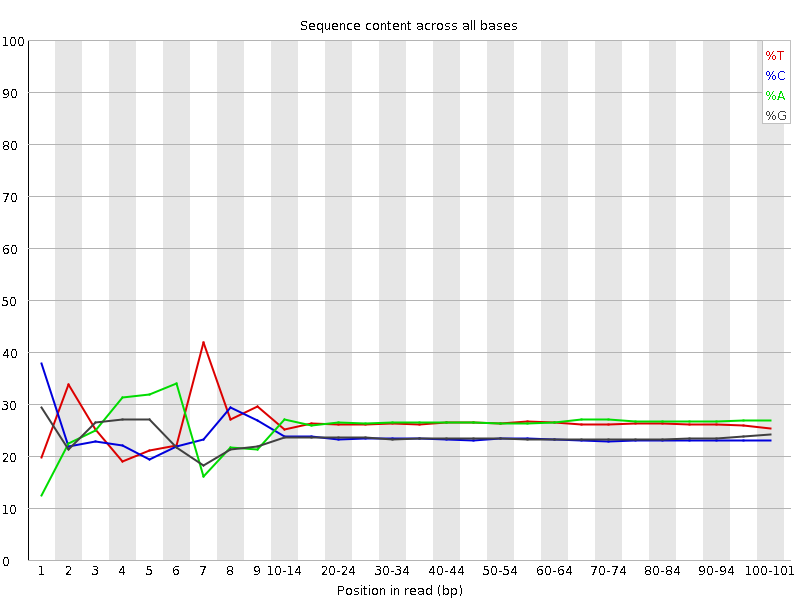 Sequence content across all bases
100
90
80
70
60
50
40
30
20
10
0
%T
%C
%A
%G
1 2 3 4 5 6 7 8 9 10-14 20-24 30-34 40-44 50-54 60-64 70-74 80-84 90-94 100-101
Position in read (bp)